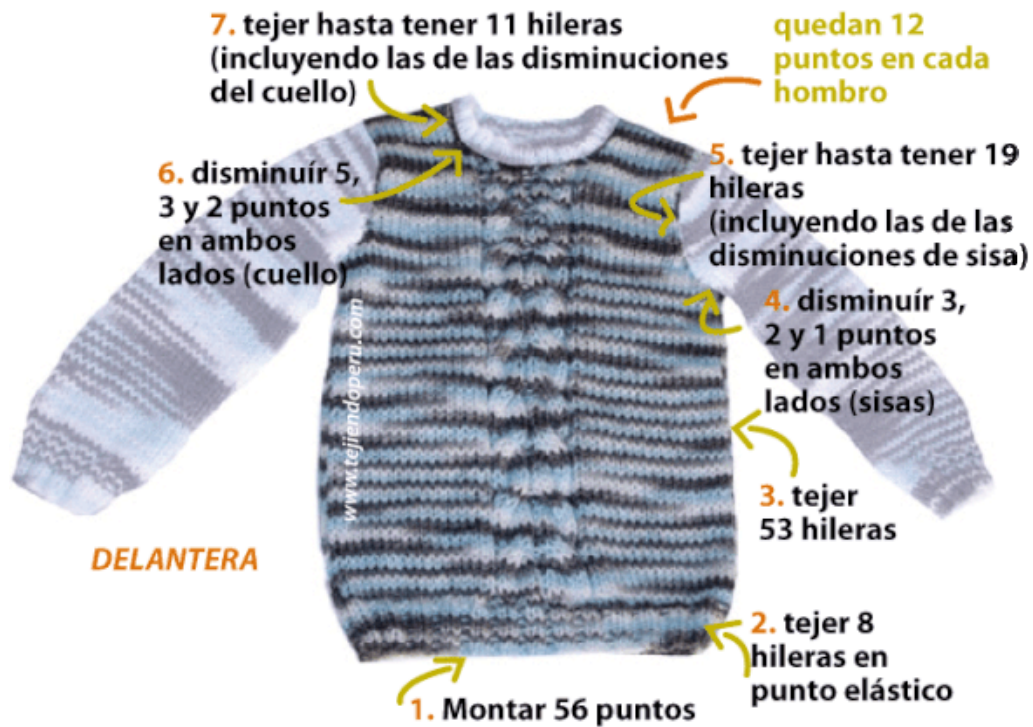 7. tejer hasta tener 11 hileras
(incluyendo las de las disminuciones
del cuello)
quedan 12
puntos en cada
hombro
6. disminuír 5,
3 y 2 puntos
en ambos
lados (cuello)
5. tejer hasta tener 19
hileras
(incluyendo las de las
disminuciones de sisa)
4. disminuír 3,
2 y 1 puntos
en ambos
lados (sisas)
www.tejiendoperu.com
3. tejer
53 hileras
DELANTERA
2. tejer 8
hileras en
punto elástico
1. Montar 56 puntos